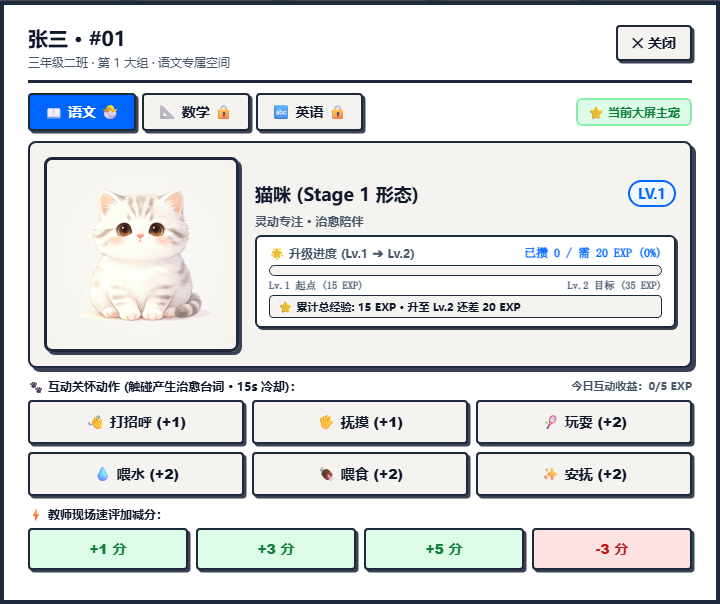 张三 • #01
三年级二班 · 第 1 大组 · 语文专属空间
✕ 关闭
📖 语文 🐣
📐 数学 🔒
🔤 英语 🔒
⭐ 当前大屏主宠
猫咪 (Stage 1 形态)
LV.1
灵动专注 • 治愈陪伴
🌟 升级进度 (Lv.1 ➔ Lv.2)
已攒 0 / 需 20 EXP (0%)
Lv.1 起点 (15 EXP)
Lv.2 目标 (35 EXP)
⭐ 累计总经验: 15 EXP • 升至 Lv.2 还差 20 EXP
🐾 互动关怀动作 (触碰产生治愈台词 • 15s 冷却):
今日互动收益: 0/5 EXP
👋 打招呼 (+1)
🖐 抚摸 (+1)
🎾 玩耍 (+2)
💧 喂水 (+2)
🍖 喂食 (+2)
✨ 安抚 (+2)
⚡ 教师现场速评加减分:
+1 分
+3 分
+5 分
-3 分